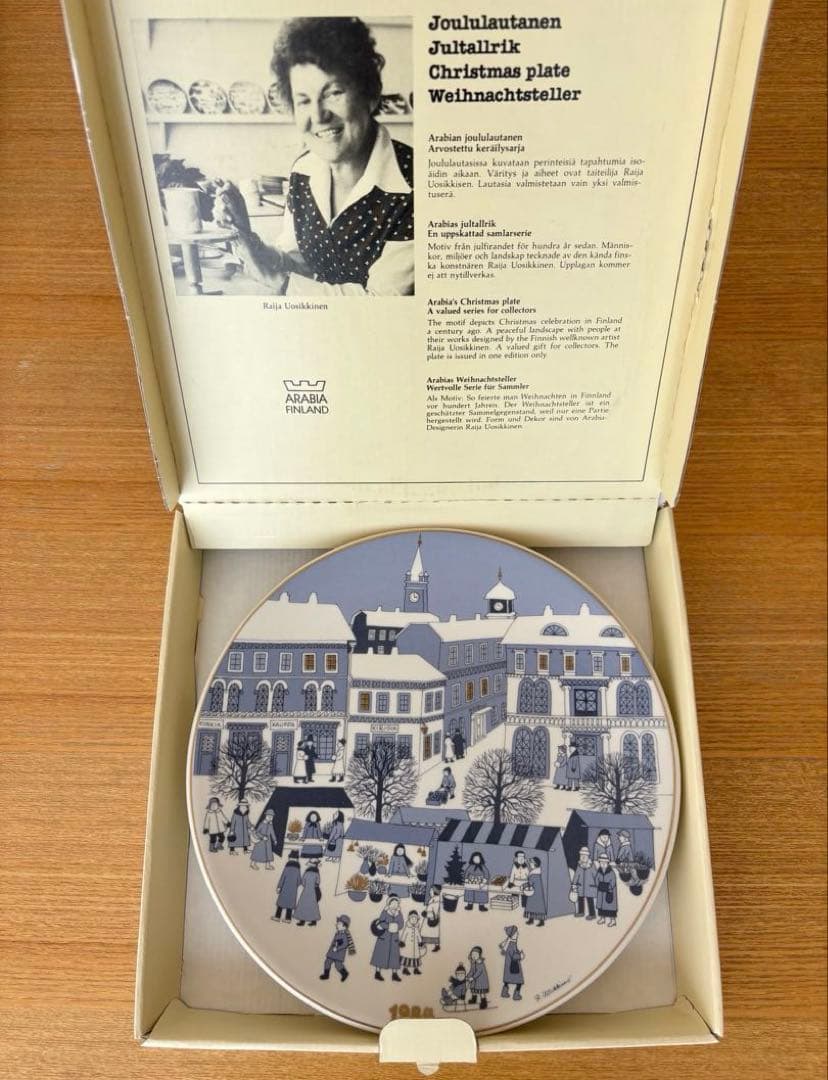 Joululautanen
Jultallrik
Christmas plate
Weihnachtsteller
Arabian joululautanen
Arvostettu keräilysarja
Joululautasissa kuvataan perinteisiä tapahtumia iso-
äidin aikaan. Väritys ja aiheet ovat taiteilija Raija
Uosikkisen. Lautasia valmistetaan vain yksi valmis-
tuserä.
Arabias jultallrik
En uppskattad samlarserie
Motiv från julfirandet för hundra år sedan. Männis-
kor, miljöer och landskap tecknade av den kända fins-
ka konstnären Raija Uosikkinen. Upplagan kommer
ej att nytillverkas.
Arabia's Christmas plate
A valued series for collectors
The motif depicts Christmas celebration in Finland
a century ago. A peaceful landscape with people at
their works designed by the Finnish wellknown artist
Raija Uosikkinen. A valued gift for collectors. The
plate is issued in one edition only.
Arabias Weihnachtsteller
Wertvolle Serie für Sammler
Als Motiv: So feierte man Weihnachten in Finnland
vor hundert Jahren. Der Weihnachtsteller ist ein
geschätzter Sammelgegenstand, weil nur eine Partie
hergestellt wird. Form und Dekor sind von Arabia-
Designerin Raija Uosikkinen
Raija Uosikkinen
ARABIA
FINLAND
KAUPPA